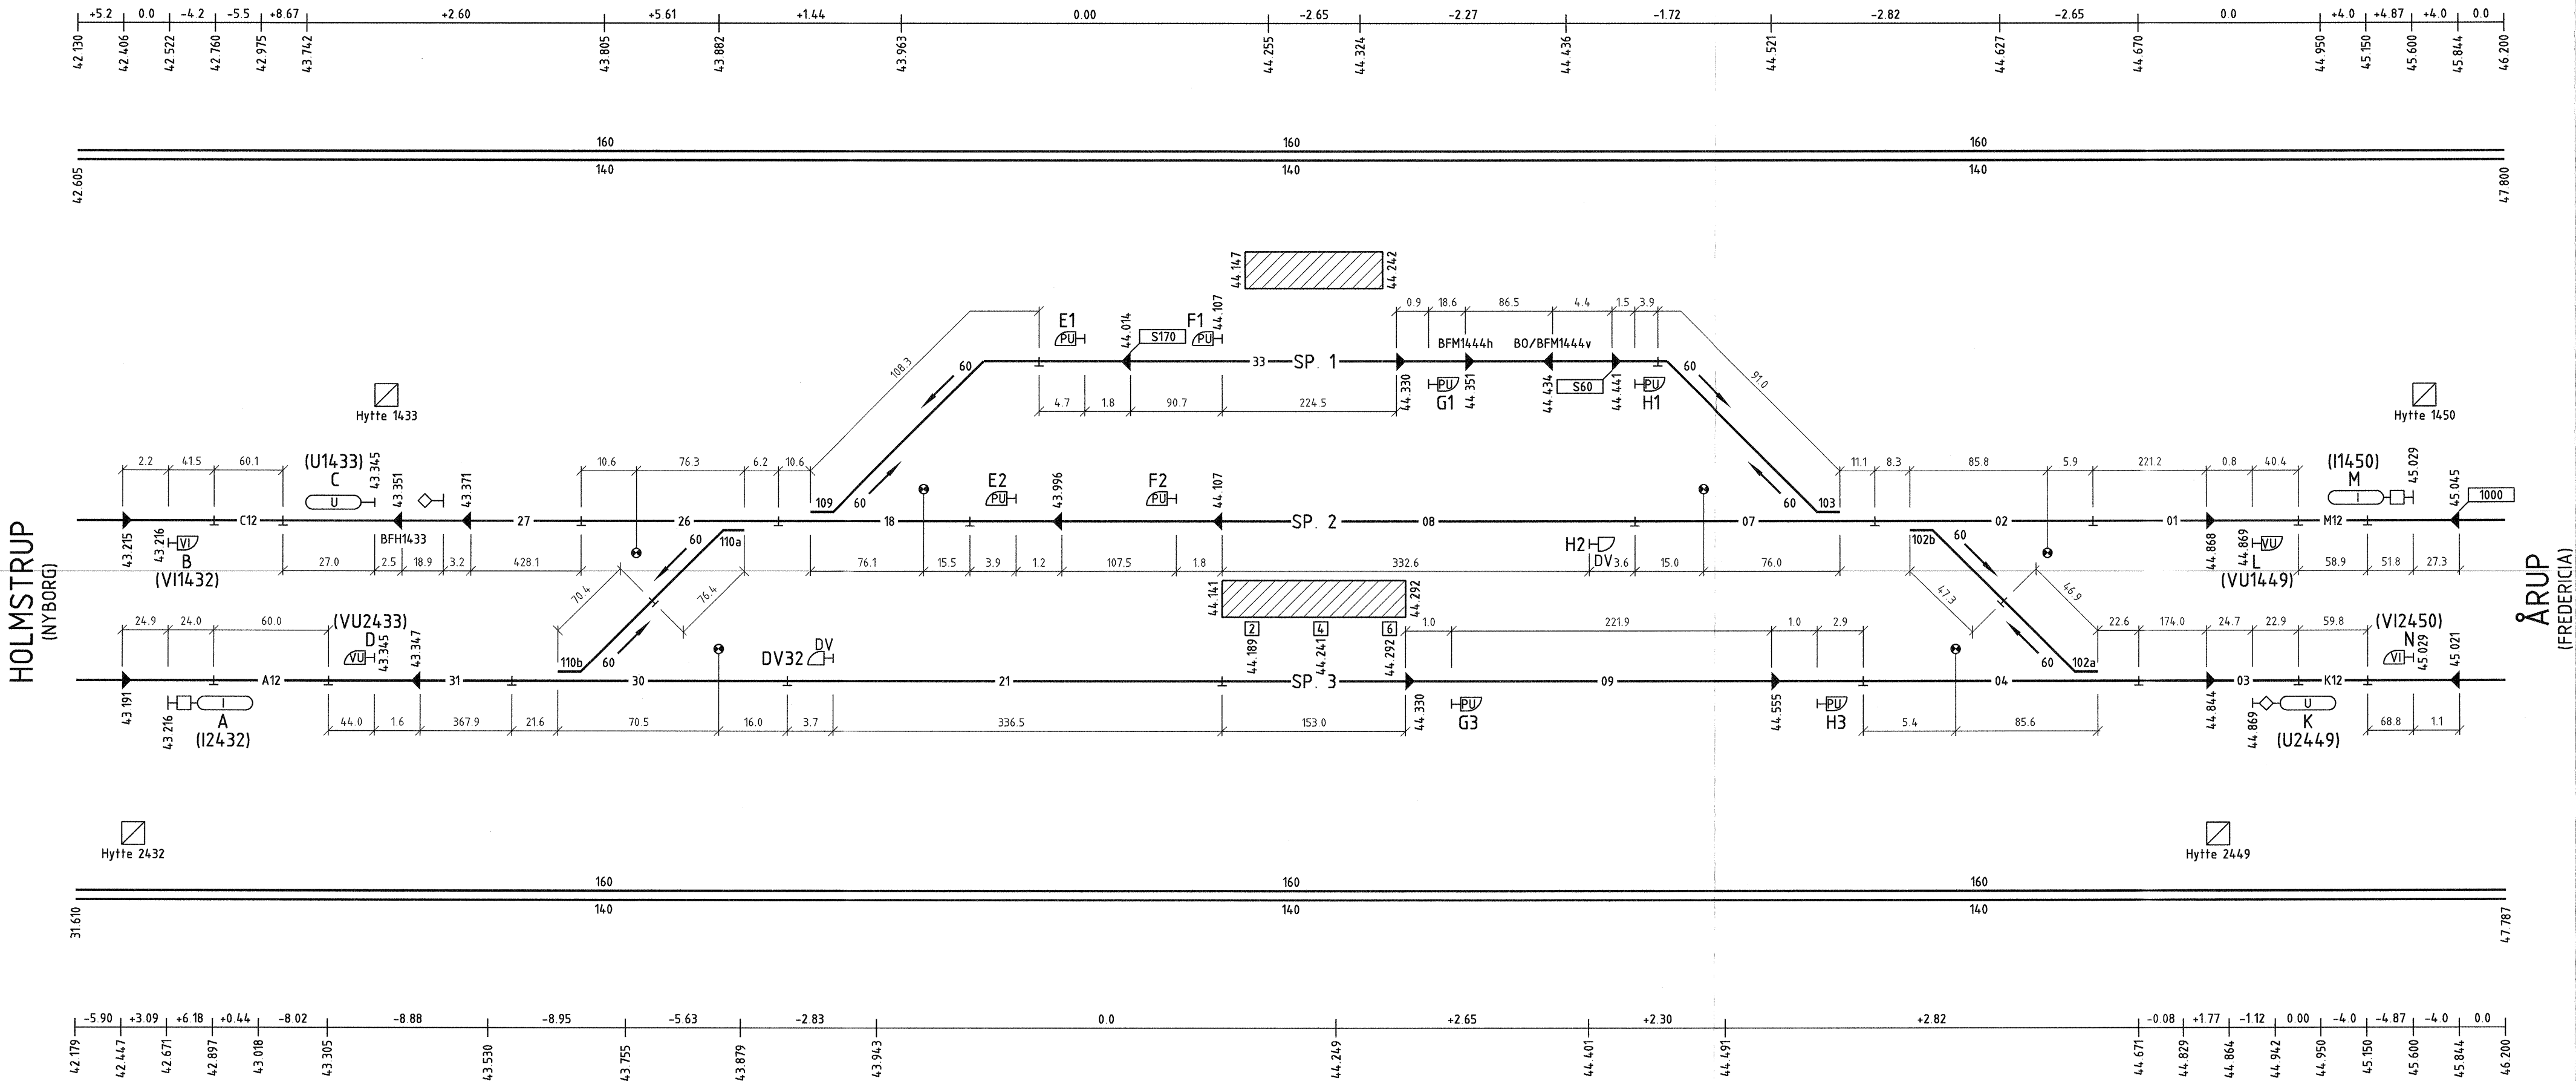 +5.2 0.0 -4.2 -5.5 +8.67 +2.60 +5.61 +1.44 0.00 -2.65 -2.27 -1.72 -2.82 -2.65 0.0 +4.0 +4.87 +4.0 0.0
42.130 42.406 42.522 42.760 42.975 43.742 43.805 43.882 43.963 44.255 44.324 44.436 44.521 44.627 44.670 44.950 45.150 45.600 45.844 46.200
160 160 160
140 140 140
42.605 47.800
44.147 44.242
0.9 18.6 86.5 4.4 1.5 3.9
E1 44.014 S170 F1 44.107
PU PU
BFM1444h BO/BFM1444v
108.3 60 33 SP. 1 60 91.0
44.330 PU 44.351 44.434 S60 44.441 PU
G1 H1
4.7 1.8 90.7 224.5
Hytte 1433 Hytte 1450
2.2 41.5 60.1 (U1433) 10.6 76.3 6.2 10.6 11.1 8.3 85.8 5.9 221.2 0.8 40.4 (I1450)
C 43.345 43.351 43.371 E2 43.996 F2 44.107 M 45.029 45.045 1000
U PU PU I
109 60 60 103
C12 27 26 18 SP. 2 08 07 02 01 M12
BFH1433 60 110a 102b 60
43.215 43.216 VI H2 44.868 44.869 VU
B L
(VI1432) DV (VU1449)
27.0 2.5 18.9 3.2 428.1 76.1 15.5 3.9 1.2 107.5 1.8 332.6 3.6 15.0 76.0 58.9 51.8 27.3
HOLMSTRUP
(NYBORG)
ÅRUP
(FREDERICIA)
70.4 76.4 44.141 44.292 47.3 46.9
24.9 24.0 60.0 (VU2433) 2 4 6 1.0 221.9 1.0 2.9 22.6 174.0 24.7 22.9 59.8 (VI2450)
D 43.345 43.347 DV N 45.029 45.021
VU DV32 44.189 44.241 44.292 VI
110b 60 60 102a
A12 31 30 21 SP. 3 09 04 03 K12
43.191 43.216 I 44.330 PU 44.555 PU 44.844 44.869 U
A G3 H3 K
(I2432) (U2449)
44.0 1.6 367.9 21.6 70.5 16.0 3.7 336.5 153.0 5.4 85.6 68.8 1.1
Hytte 2432 Hytte 2449
160 160 160
140 140 140
31.610 47.787
-5.90 +3.09 +6.18 +0.44 -8.02 -8.88 -8.95 -5.63 -2.83 0.0 +2.65 +2.30 +2.82 -0.08 +1.77 -1.12 0.00 -4.0 -4.87 -4.0 0.0
42.179 42.447 42.671 42.897 43.018 43.305 43.530 43.755 43.879 43.943 44.249 44.401 44.491 44.671 44.829 44.864 44.942 44.950 45.150 45.600 45.844 46.200